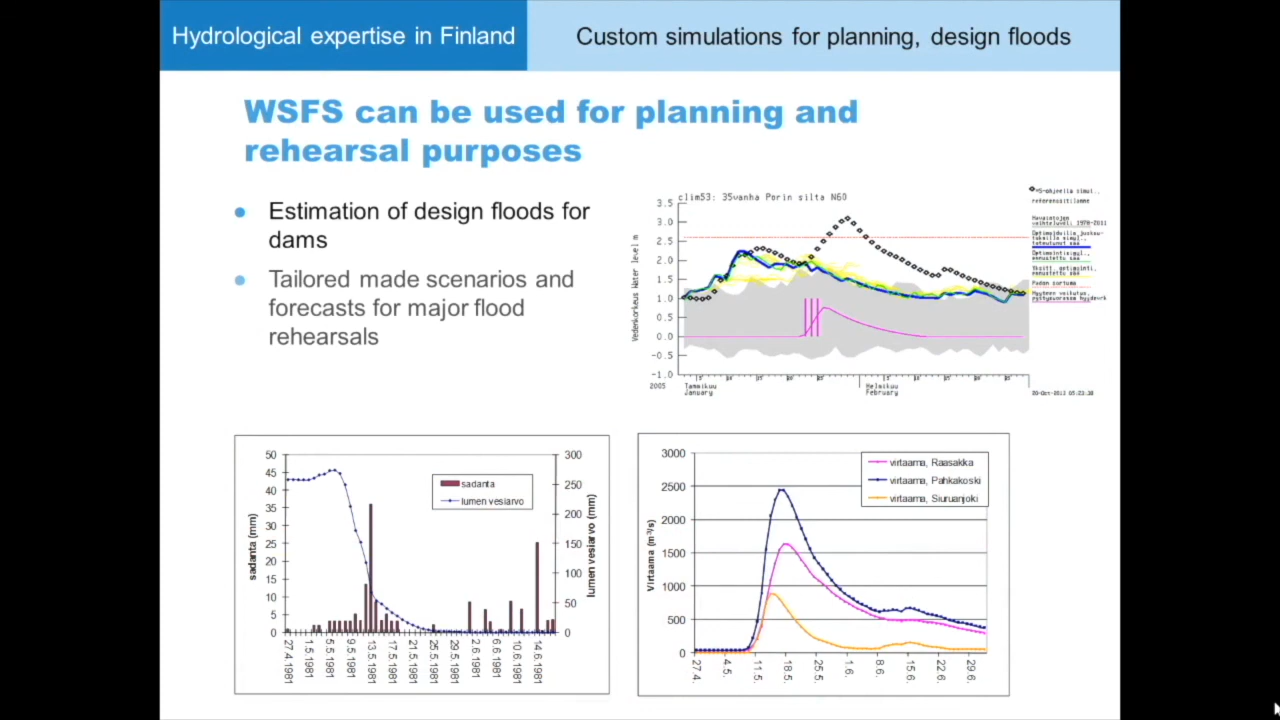 Hydrological expertise in Finland
Custom simulations for planning, design floods
WSFS can be used for planning and
rehearsal purposes
Estimation of design floods for
dams
Tailored made scenarios and
forecasts for major flood
rehearsals
clim53: 35vanha Porin silta N60
Vedenkorkeus Water level m
3.5
3.0
2.5
2.0
1.5
1.0
0.5
0.0
-0.5
-1.0
2005
Tammikuu
January
Helmikuu
February
50
45
40
35
30
25
20
15
10
5
0
sadanta (mm)
300
250
200
150
100
50
0
lumen vesiarvo (mm)
sadanta
lumen vesiarvo
27.4.1981
1.5.1981
5.5.1981
9.5.1981
13.5.1981
17.5.1981
21.5.1981
25.5.1981
29.5.1981
2.6.1981
6.6.1981
10.6.1981
14.6.1981
3000
2500
2000
1500
1000
500
0
Virtaama (m³/s)
virtaama, Raasakka
virtaama, Pahkakoski
virtaama, Siuruanjoki
27.4.
4.5.
11.5.
18.5.
25.5.
1.6.
8.6.
15.6.
22.6.
29.6.